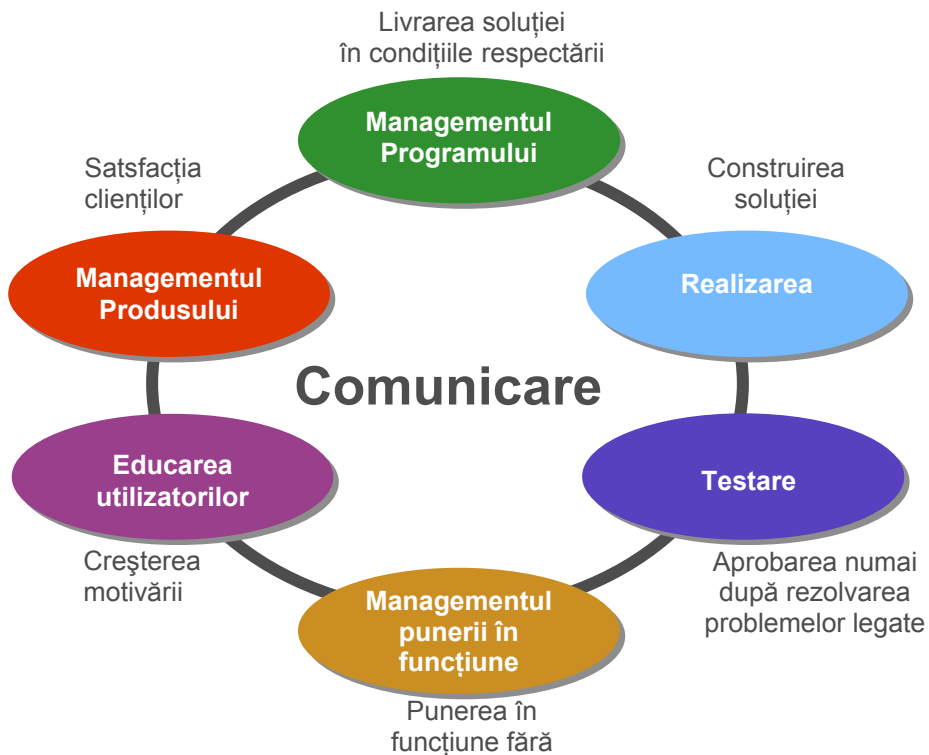 Livrarea soluției
în condițiile respectării
Managementul
Programului
Satsfacția
clienților
Construirea
soluției
Managementul
Produsului
Realizarea
Comunicare
Educarea
utilizatorilor
Testare
Creşterea
motivării
Aprobarea numai
după rezolvarea
problemelor legate
Managementul
punerii în
funcțiune
Punerea în
funcțiune fără